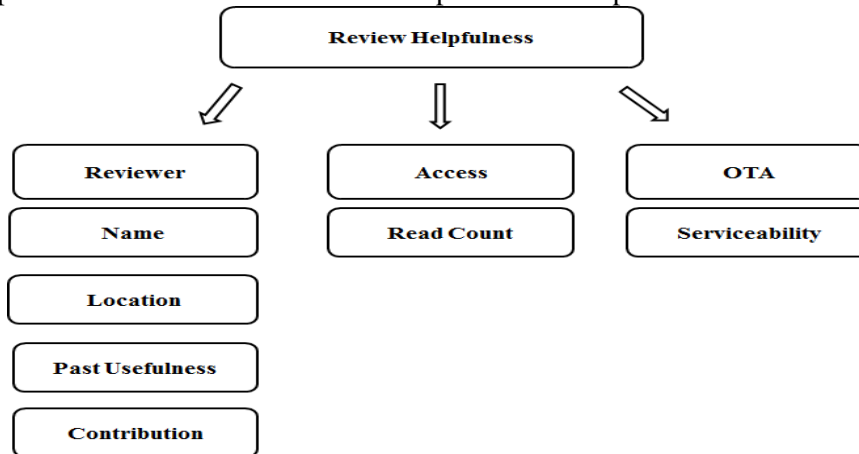 Review Helpfulness
Reviewer
Access
OTA
Name
Read Count
Serviceability
Location
Past Usefulness
Contribution